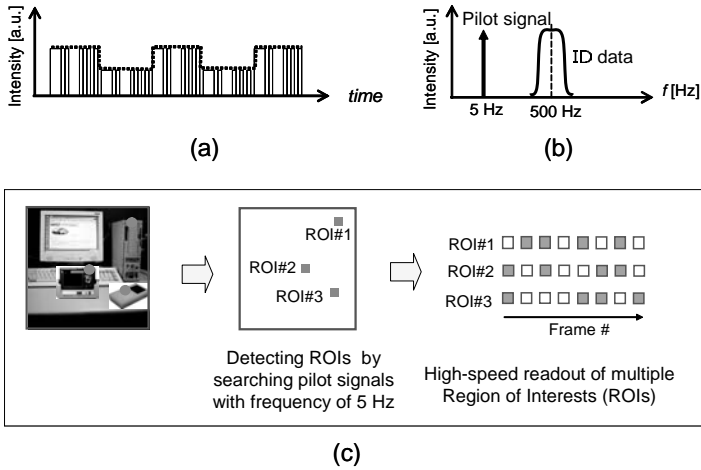 Intensity [a.u.]
time
(a)
Intensity [a.u.]
Pilot signal
ID data
5 Hz
500 Hz
f [Hz]
(b)
ROI#1
ROI#2
ROI#3
Detecting ROIs by
searching pilot signals
with frequency of 5 Hz
ROI#1
ROI#2
ROI#3
Frame #
High-speed readout of multiple
Region of Interests (ROIs)
(c)